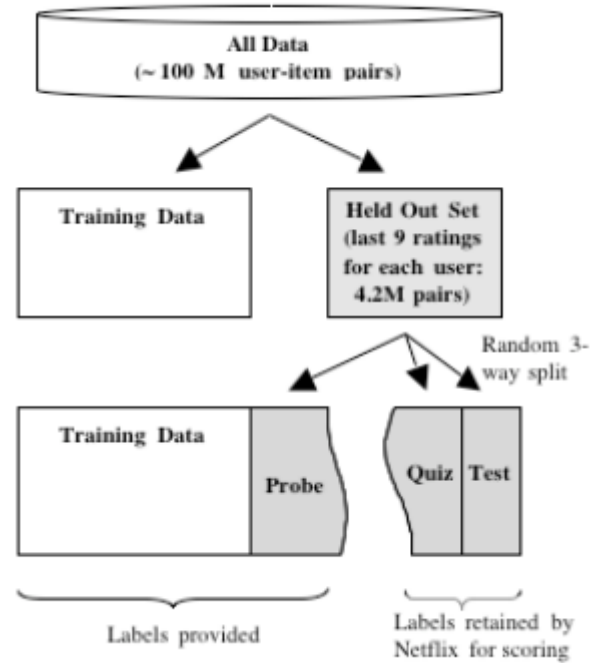 All Data
(~ 100 M user-item pairs)
Training Data
Held Out Set
(last 9 ratings
for each user:
4.2M pairs)
Random 3-
way split
Training Data
Probe
Quiz
Test
Labels provided
Labels retained by
Netflix for scoring